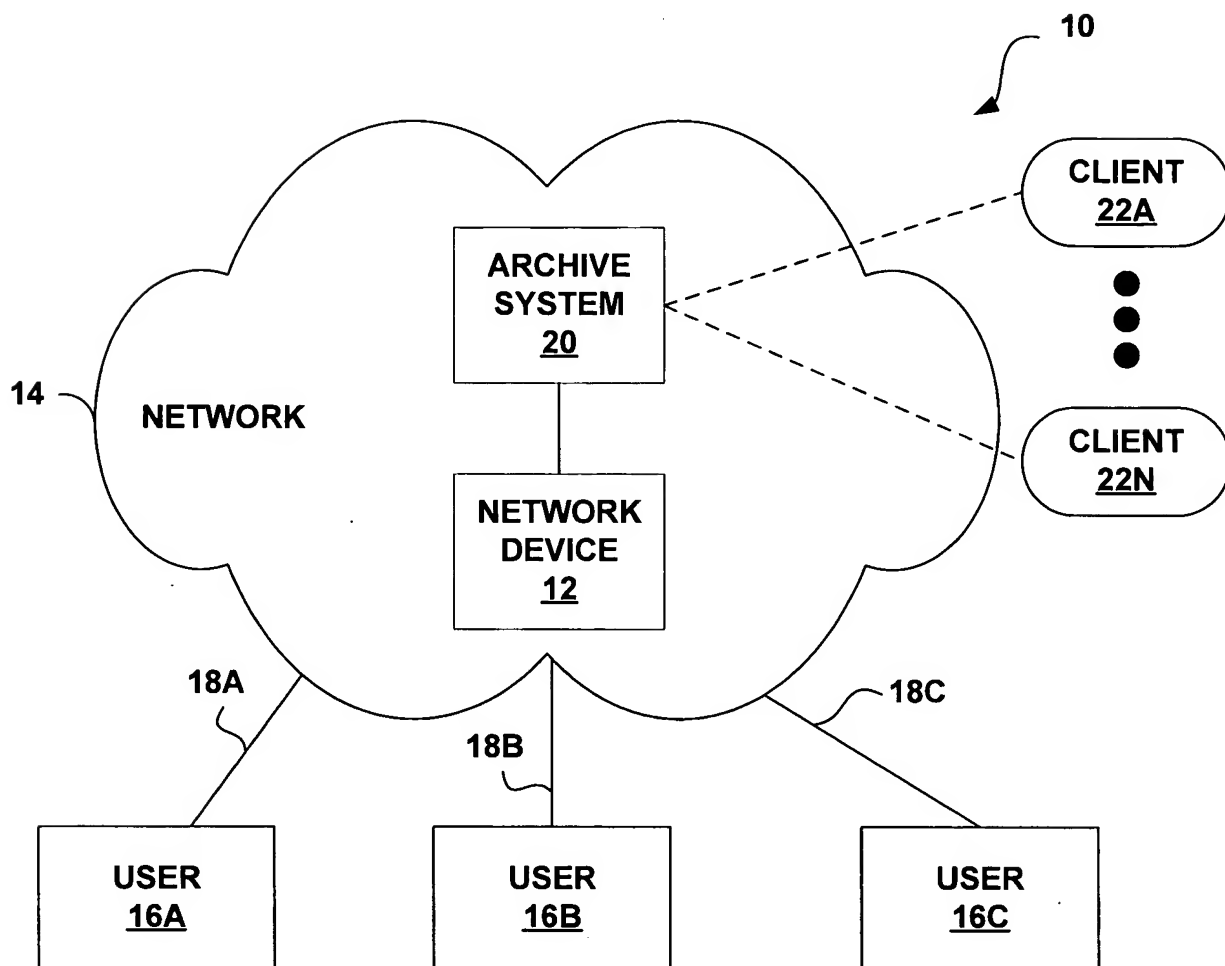 10
CLIENT
22A
ARCHIVE
SYSTEM
20
14
NETWORK
CLIENT
22N
NETWORK
DEVICE
12
18A
18B
18C
USER
16A
USER
16B
USER
16C